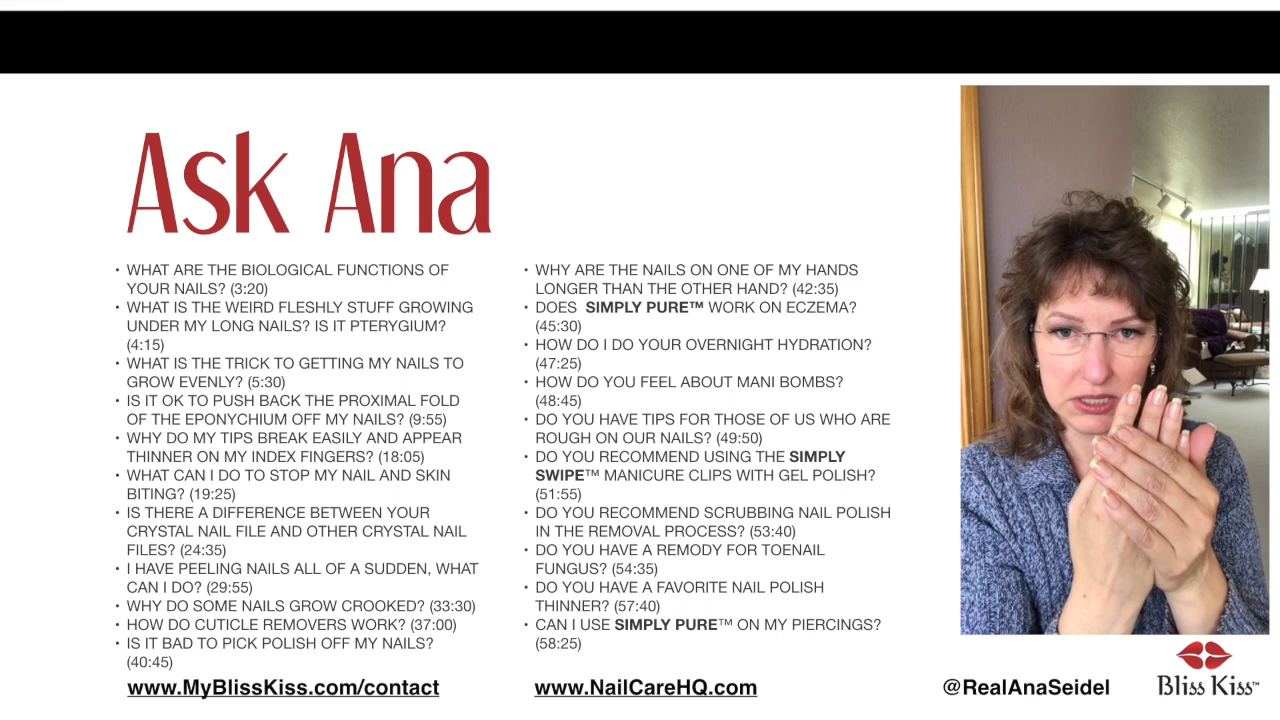 Ask Ana
• WHAT ARE THE BIOLOGICAL FUNCTIONS OF
YOUR NAILS? (3:20)
• WHAT IS THE WEIRD FLESHLY STUFF GROWING
UNDER MY LONG NAILS? IS IT PTERYGIUM?
(4:15)
• WHAT IS THE TRICK TO GETTING MY NAILS TO
GROW EVENLY? (5:30)
• IS IT OK TO PUSH BACK THE PROXIMAL FOLD
OF THE EPONYCHIUM OFF MY NAILS? (9:55)
• WHY DO MY TIPS BREAK EASILY AND APPEAR
THINNER ON MY INDEX FINGERS? (18:05)
• WHAT CAN I DO TO STOP MY NAIL AND SKIN
BITING? (19:25)
• IS THERE A DIFFERENCE BETWEEN YOUR
CRYSTAL NAIL FILE AND OTHER CRYSTAL NAIL
FILES? (24:35)
• I HAVE PEELING NAILS ALL OF A SUDDEN, WHAT
CAN I DO? (29:55)
• WHY DO SOME NAILS GROW CROOKED? (33:30)
• HOW DO CUTICLE REMOVERS WORK? (37:00)
• IS IT BAD TO PICK POLISH OFF MY NAILS?
(40:45)
• WHY ARE THE NAILS ON ONE OF MY HANDS
LONGER THAN THE OTHER HAND? (42:35)
• DOES SIMPLY PURE™ WORK ON ECZEMA?
(45:30)
• HOW DO I DO YOUR OVERNIGHT HYDRATION?
(47:25)
• HOW DO YOU FEEL ABOUT MANI BOMBS?
(48:45)
• DO YOU HAVE TIPS FOR THOSE OF US WHO ARE
ROUGH ON OUR NAILS? (49:50)
• DO YOU RECOMMEND USING THE SIMPLY
SWIPE™ MANICURE CLIPS WITH GEL POLISH?
(51:55)
• DO YOU RECOMMEND SCRUBBING NAIL POLISH
IN THE REMOVAL PROCESS? (53:40)
• DO YOU HAVE A REMODY FOR TOENAIL
FUNGUS? (54:35)
• DO YOU HAVE A FAVORITE NAIL POLISH
THINNER? (57:40)
• CAN I USE SIMPLY PURE™ ON MY PIERCINGS?
(58:25)
www.MyBlissKiss.com/contact
www.NailCareHQ.com
@RealAnaSeidel
Bliss Kiss™